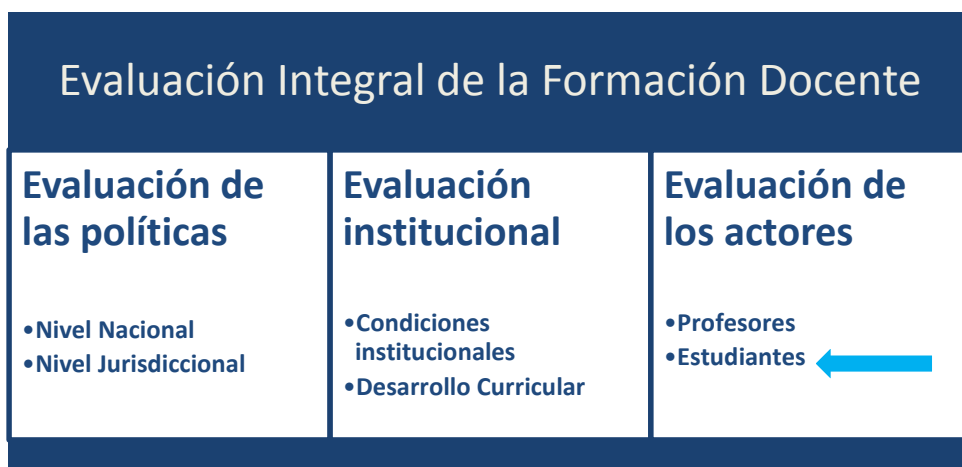 Evaluación Integral de la Formación Docente
Evaluación de
las políticas
•Nivel Nacional
•Nivel Jurisdiccional
Evaluación
institucional
•Condiciones
institucionales
•Desarrollo Curricular
Evaluación de
los actores
•Profesores
•Estudiantes